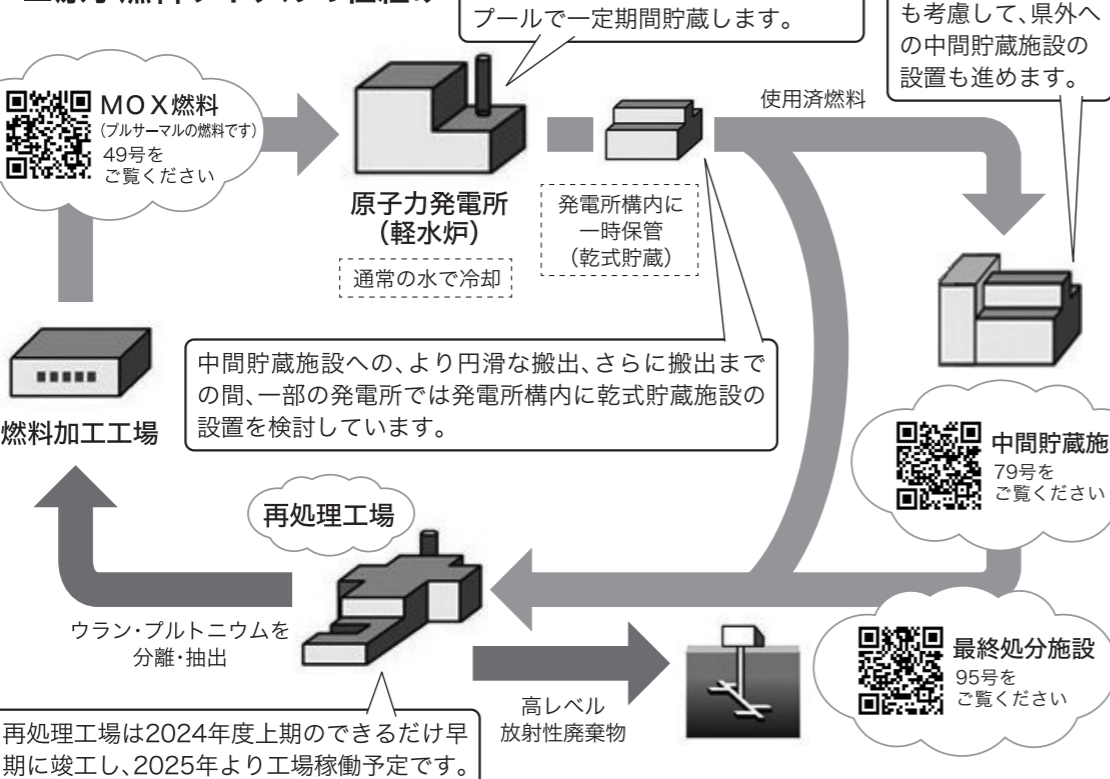 プールで一定期間貯蔵します。
も考慮して、県外へ
の中間貯蔵施設の
設置も進めます。
MOX燃料
(プルサーマルの燃料です)
49号を
ご覧ください
使用済燃料
原子力発電所
(軽水炉)
通常の水で冷却
発電所構内に
一時保管
(乾式貯蔵)
中間貯蔵施設への、より円滑な搬出、さらに搬出まで
の間、一部の発電所では発電所構内に乾式貯蔵施設の
設置を検討しています。
燃料加工工場
中間貯蔵施
79号を
ご覧ください
再処理工場
ウラン・プルトニウムを
分離・抽出
高レベル
放射性廃棄物
最終処分施設
95号を
ご覧ください
再処理工場は2024年度上期のできるだけ早
期に竣工し、2025年より工場稼働予定です。